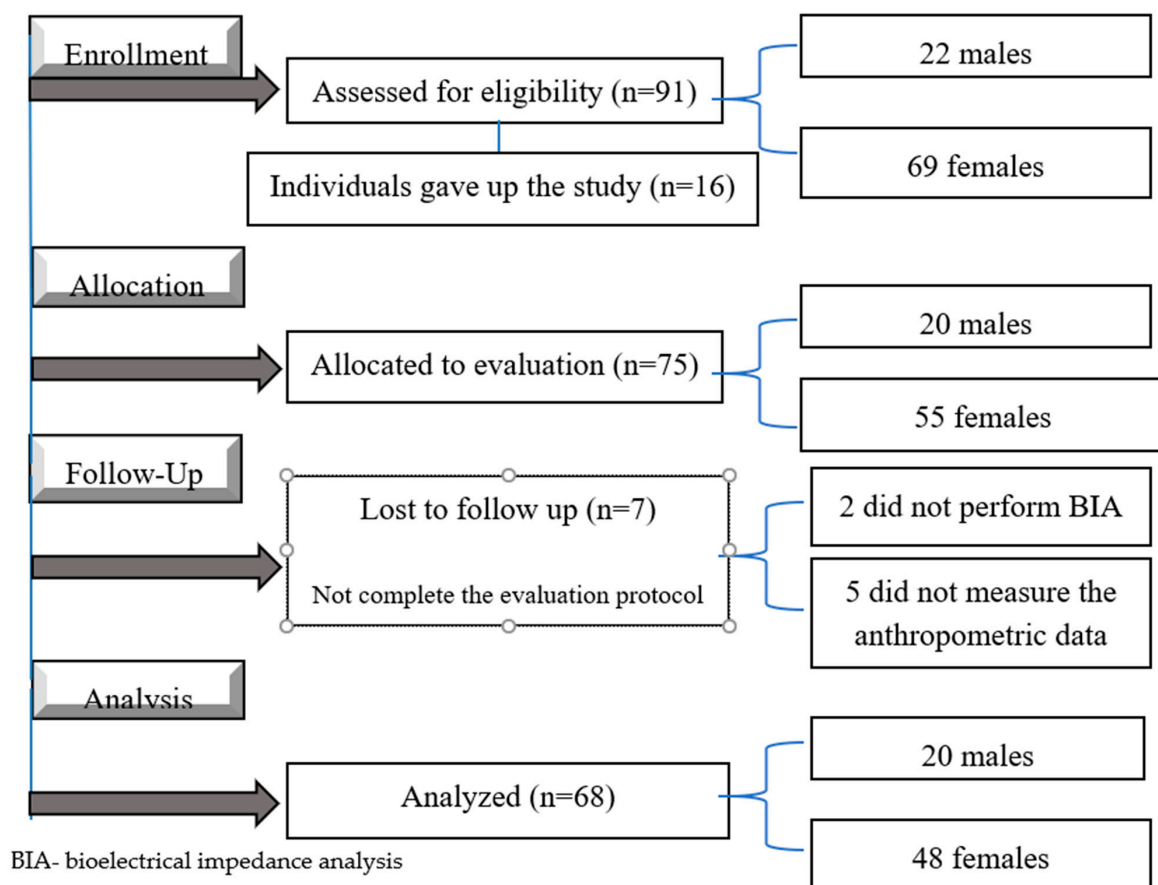 Enrollment
Assessed for eligibility (n=91)
22 males
69 females
Individuals gave up the study (n=16)
Allocation
Allocated to evaluation (n=75)
20 males
55 females
Follow-Up
Lost to follow up (n=7)
Not complete the evaluation protocol
2 did not perform BIA
5 did not measure the
anthropometric data
Analysis
Analyzed (n=68)
20 males
48 females
BIA- bioelectrical impedance analysis